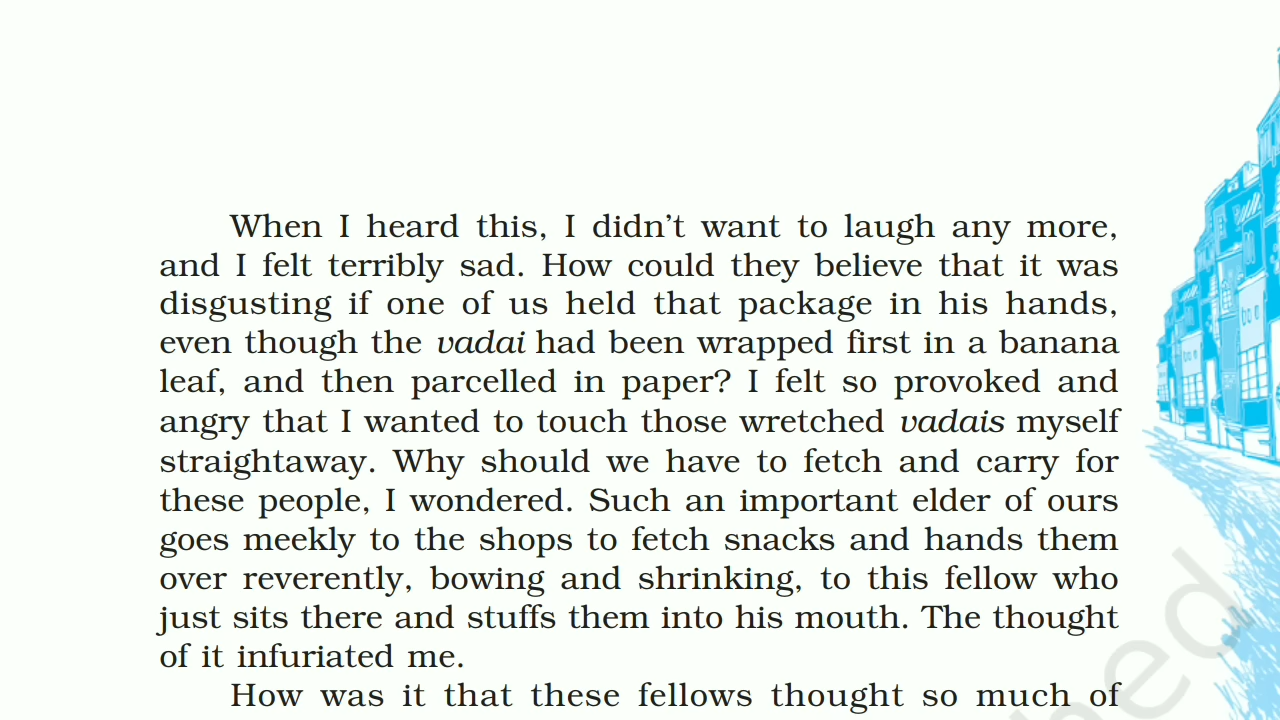 When I heard this, I didn’t want to laugh any more,
and I felt terribly sad. How could they believe that it was
disgusting if one of us held that package in his hands,
even though the vadai had been wrapped first in a banana
leaf, and then parcelled in paper? I felt so provoked and
angry that I wanted to touch those wretched vadais myself
straightaway. Why should we have to fetch and carry for
these people, I wondered. Such an important elder of ours
goes meekly to the shops to fetch snacks and hands them
over reverently, bowing and shrinking, to this fellow who
just sits there and stuffs them into his mouth. The thought
of it infuriated me.
How was it that these fellows thought so much of